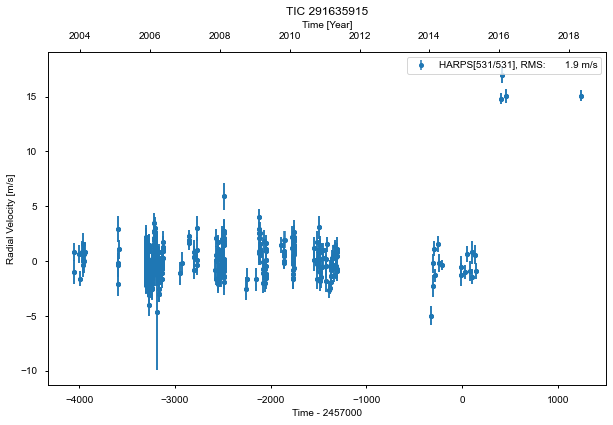 TIC 291635915
Time [Year]
2004 2006 2008 2010 2012 2014 2016 2018
HARPS[531/531], RMS: 1.9 m/s
15
10
5
0
−5
−10
Radial Velocity [m/s]
−4000 −3000 −2000 −1000 0 1000
Time - 2457000